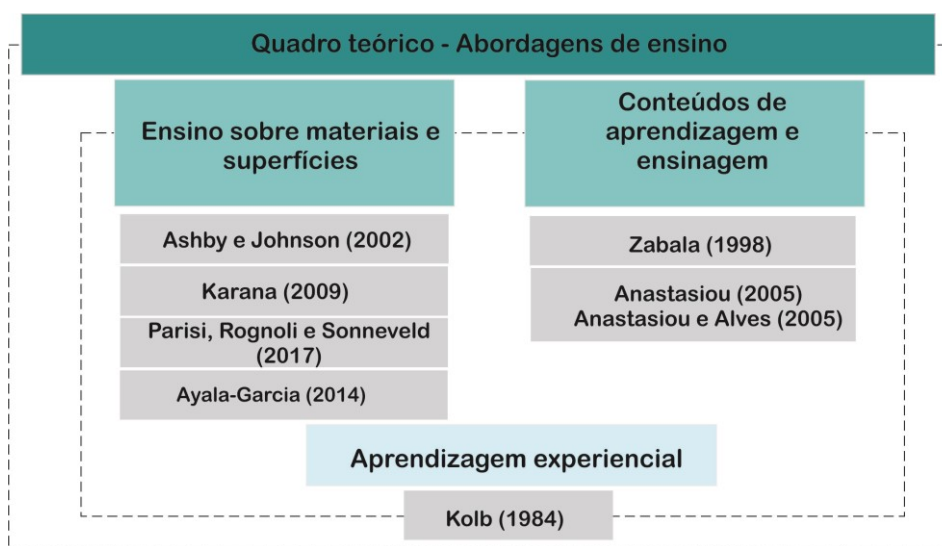 Quadro teórico - Abordagens de ensino
Ensino sobre materiais e
superfícies
Ashby e Johnson (2002)
Karana (2009)
Parisi, Rognoli e Sonneveld
(2017)
Ayala-Garcia (2014)
Conteúdos de
aprendizagem e
ensinagem
Zabala (1998)
Anastasiou (2005)
Anastasiou e Alves (2005)
Aprendizagem experiencial
Kolb (1984)